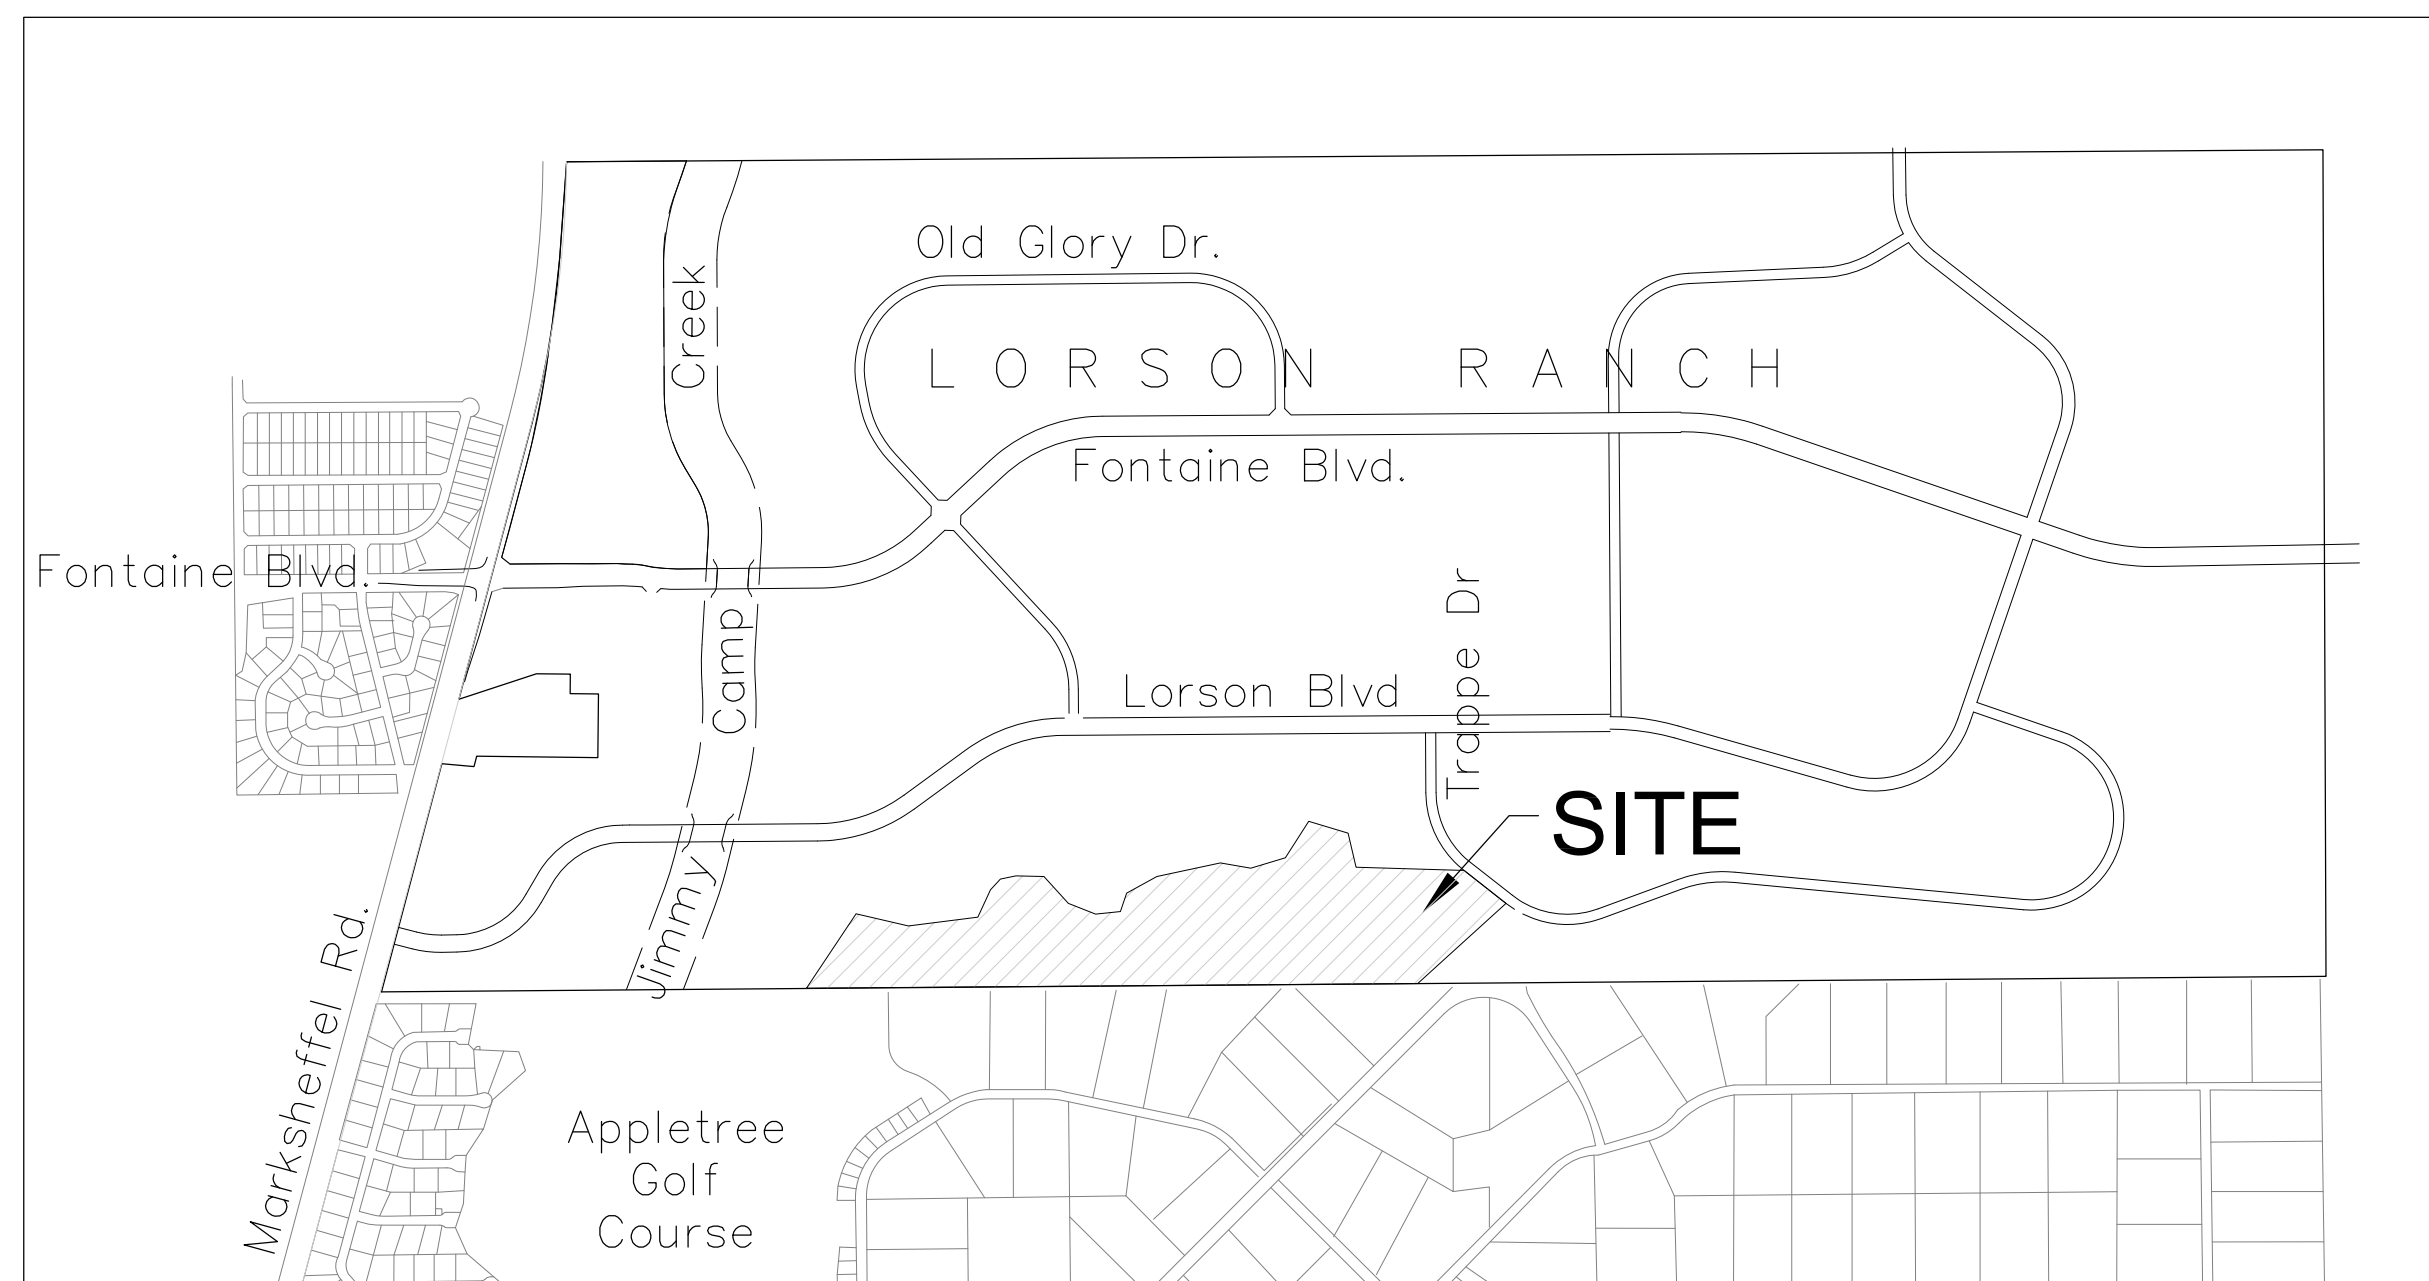 Old Glory Dr.
Creek
LORSON RANCH
Fontaine Blvd.
Fontaine Blvd.
Trappe Dr
Camp
Lorson Blvd
SITE
Jimmy
Marksheffel Rd.
Appletree
Golf
Course